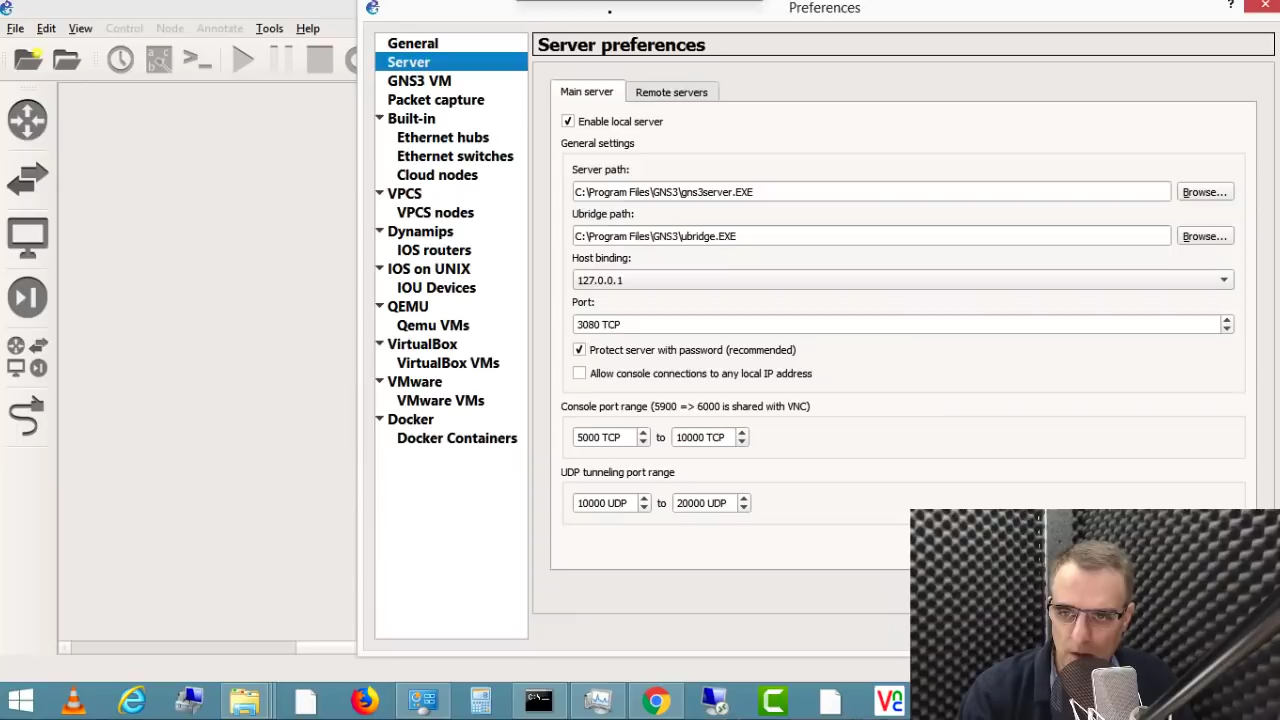 Preferences
?
File Edit View Control Node Annotate Tools Help
General
Server
GNS3 VM
Packet capture
Built-in
Ethernet hubs
Ethernet switches
Cloud nodes
VPCS
VPCS nodes
Dynamips
IOS routers
IOS on UNIX
IOU Devices
QEMU
Qemu VMs
VirtualBox
VirtualBox VMs
VMware
VMware VMs
Docker
Docker Containers
Server preferences
Main server Remote servers
Enable local server
General settings
Server path:
C:\Program Files\GNS3\gns3server.EXE Browse...
Ubridge path:
C:\Program Files\GNS3\ubridge.EXE Browse...
Host binding:
127.0.0.1
Port:
3080 TCP
Protect server with password (recommended)
Allow console connections to any local IP address
Console port range (5900 => 6000 is shared with VNC)
5000 TCP to 10000 TCP
UDP tunneling port range
10000 UDP to 20000 UDP